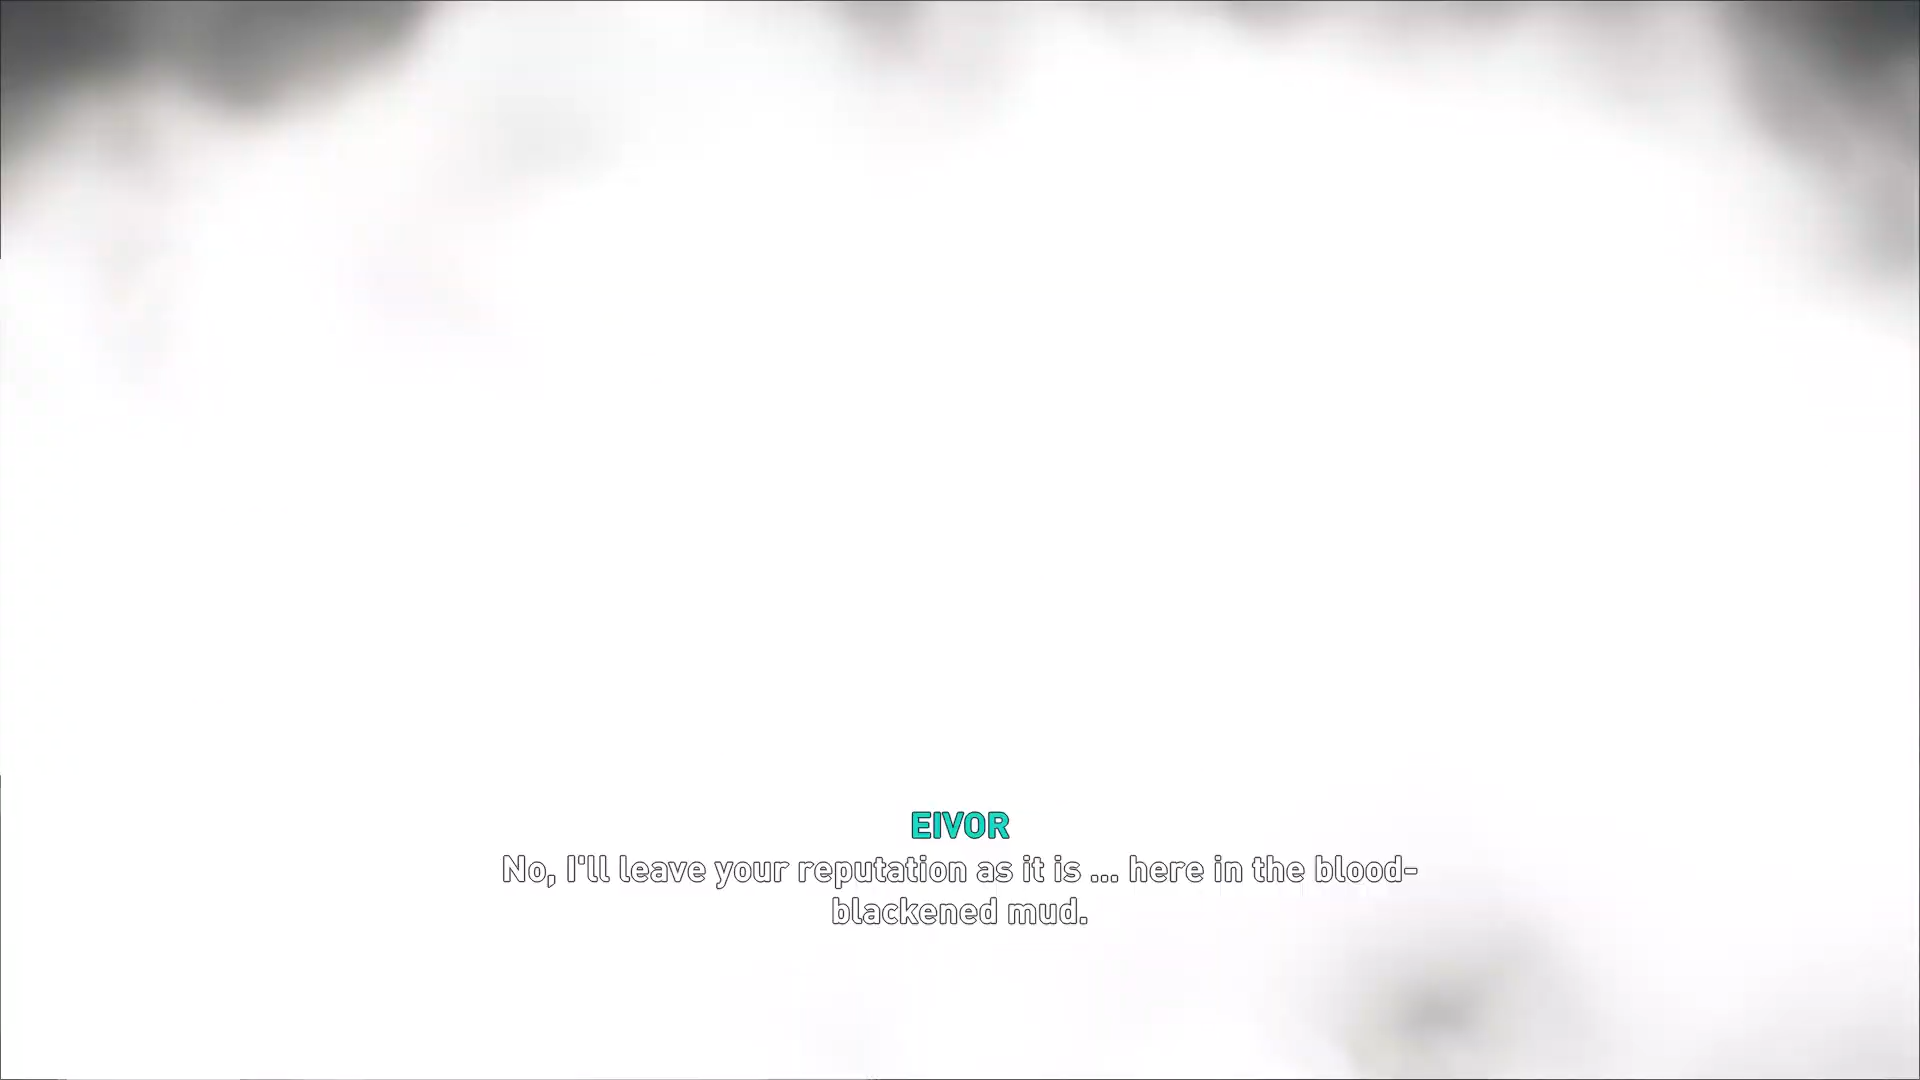 EIVOR
No, I'll leave your reputation as it is ... here in the blood-
blackened mud.